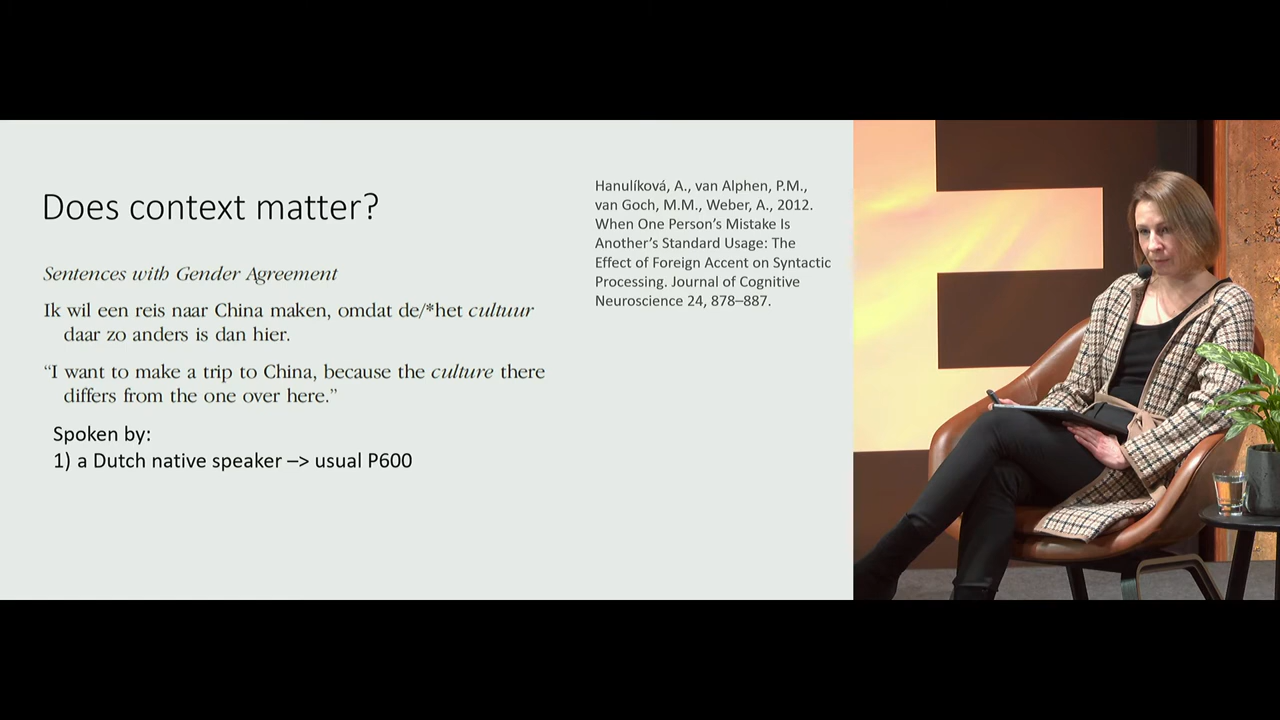 Does context matter?
Sentences with Gender Agreement
Ik wil een reis naar China maken, omdat de/*het cultuur
daar zo anders is dan hier.
“I want to make a trip to China, because the culture there
differs from the one over here.”
Spoken by:
1) a Dutch native speaker –> usual P600
Hanulíková, A., van Alphen, P.M.,
van Goch, M.M., Weber, A., 2012.
When One Person’s Mistake Is
Another’s Standard Usage: The
Effect of Foreign Accent on Syntactic
Processing. Journal of Cognitive
Neuroscience 24, 878–887.